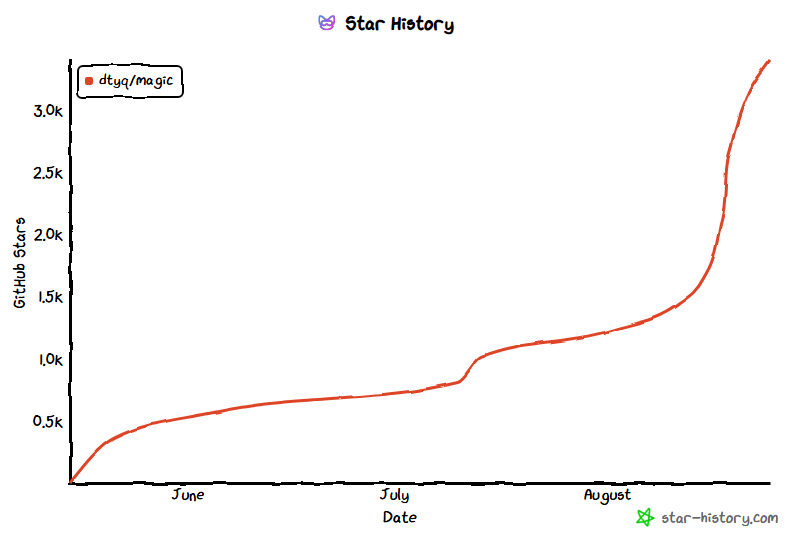 Star History
dtyq/magic
3.0k
2.5k
2.0k
1.5k
1.0k
0.5k
GitHub Stars
June July August
Date
star-history.com